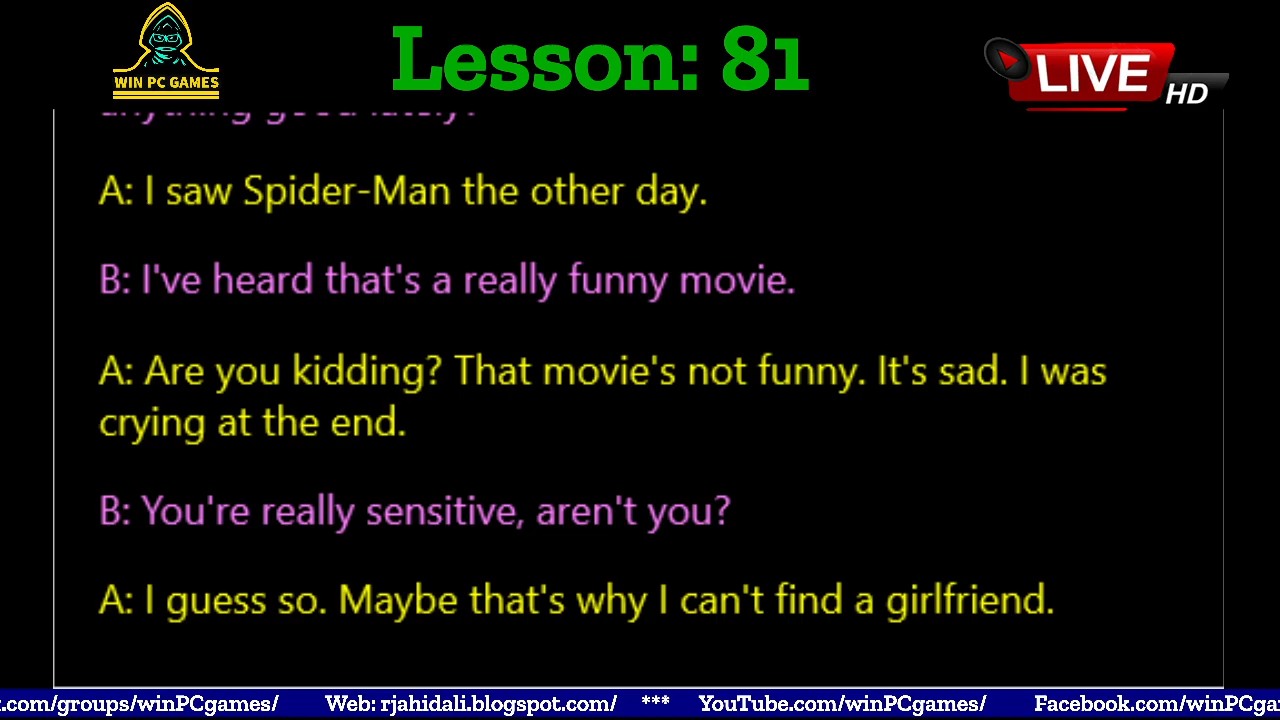 WIN PC GAMES
Lesson: 81
LIVE
HD
anything good lately?
A: I saw Spider-Man the other day.
B: I've heard that's a really funny movie.
A: Are you kidding? That movie's not funny. It's sad. I was
crying at the end.
B: You're really sensitive, aren't you?
A: I guess so. Maybe that's why I can't find a girlfriend.
.com/groups/winPCgames/ Web: rjahidali.blogspot.com/ *** YouTube.com/winPCgames/ Facebook.com/winPCga